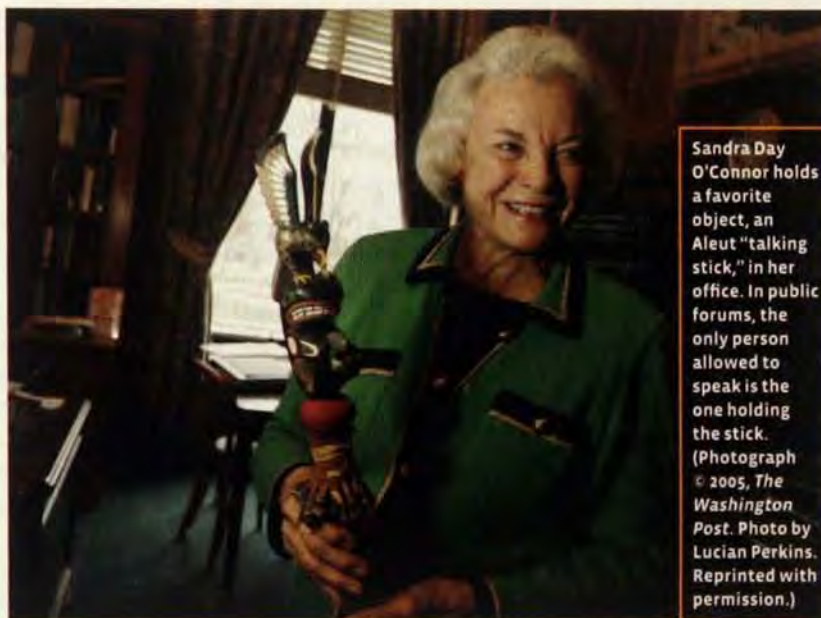 Sandra Day
O'Connor holds
a favorite
object, an
Aleut "talking
stick," in her
office. In public
forums, the
only person
allowed to
speak is the
one holding
the stick.
(Photograph
© 2005, The
Washington
Post. Photo by
Lucian Perkins.
Reprinted with
permission.)